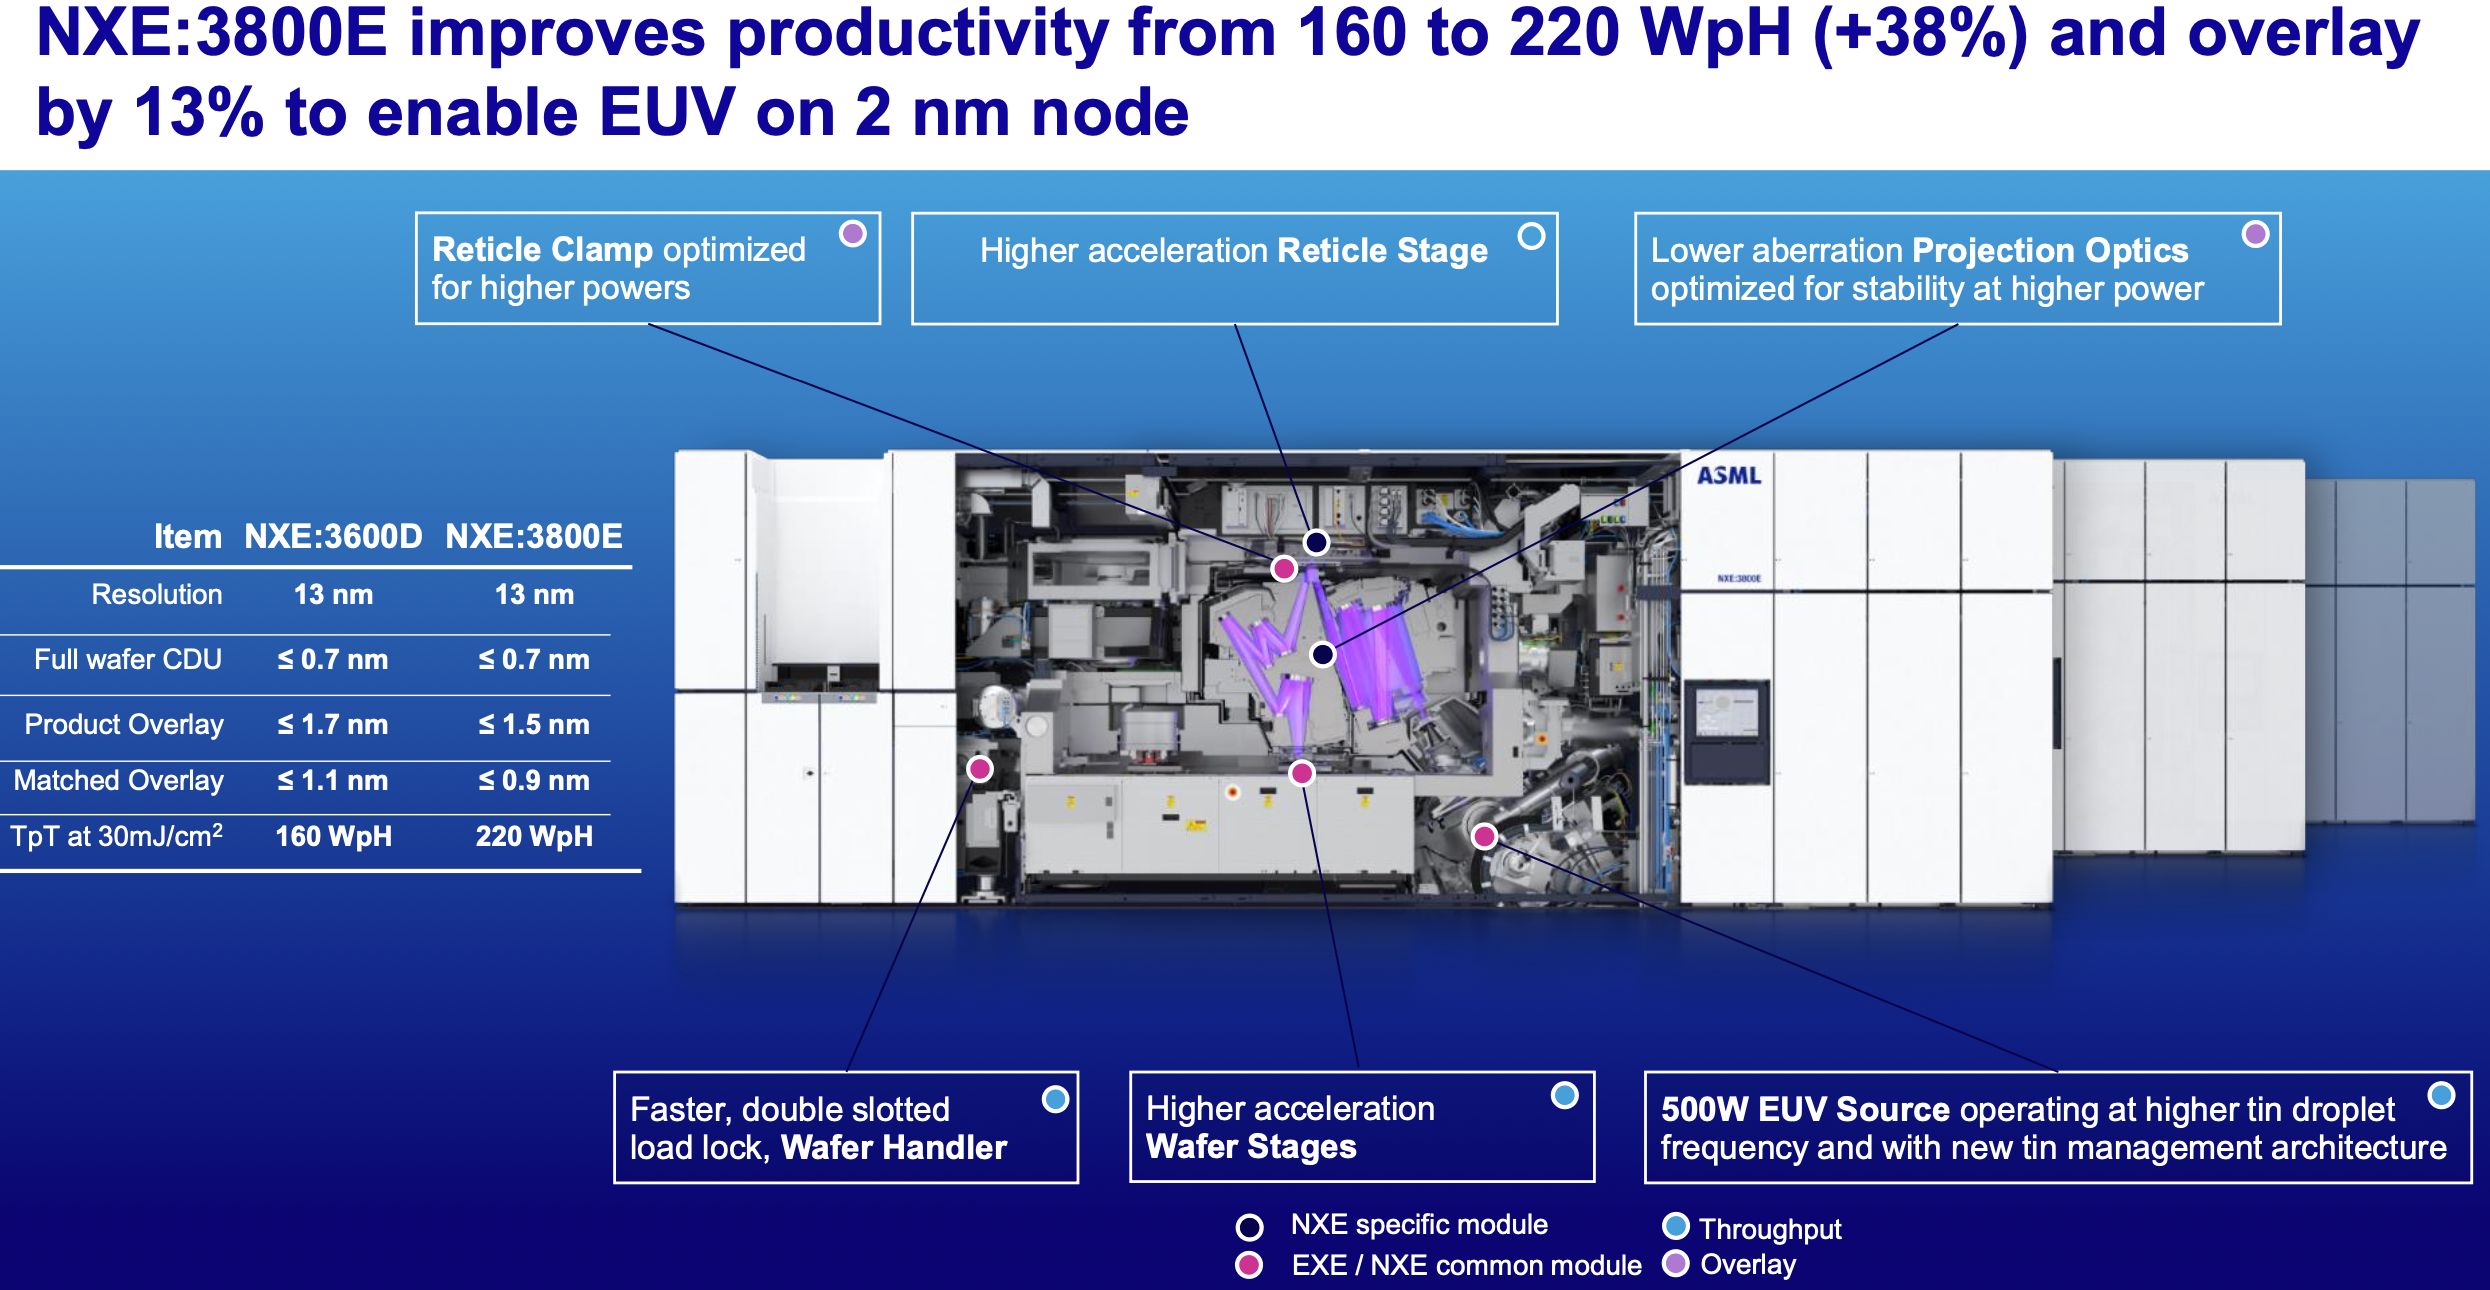 NXE:3800E improves productivity from 160 to 220 WpH (+38%) and overlay
by 13% to enable EUV on 2 nm node
Reticle Clamp optimized
for higher powers
Higher acceleration Reticle Stage
Lower aberration Projection Optics
optimized for stability at higher power
ASML
NXE:3800E
Item NXE:3600D NXE:3800E
Resolution 13 nm 13 nm
Full wafer CDU ≤ 0.7 nm ≤ 0.7 nm
Product Overlay ≤ 1.7 nm ≤ 1.5 nm
Matched Overlay ≤ 1.1 nm ≤ 0.9 nm
TpT at 30mJ/cm² 160 WpH 220 WpH
Faster, double slotted
load lock, Wafer Handler
Higher acceleration
Wafer Stages
500W EUV Source operating at higher tin droplet
frequency and with new tin management architecture
NXE specific module
EXE / NXE common module
Throughput
Overlay